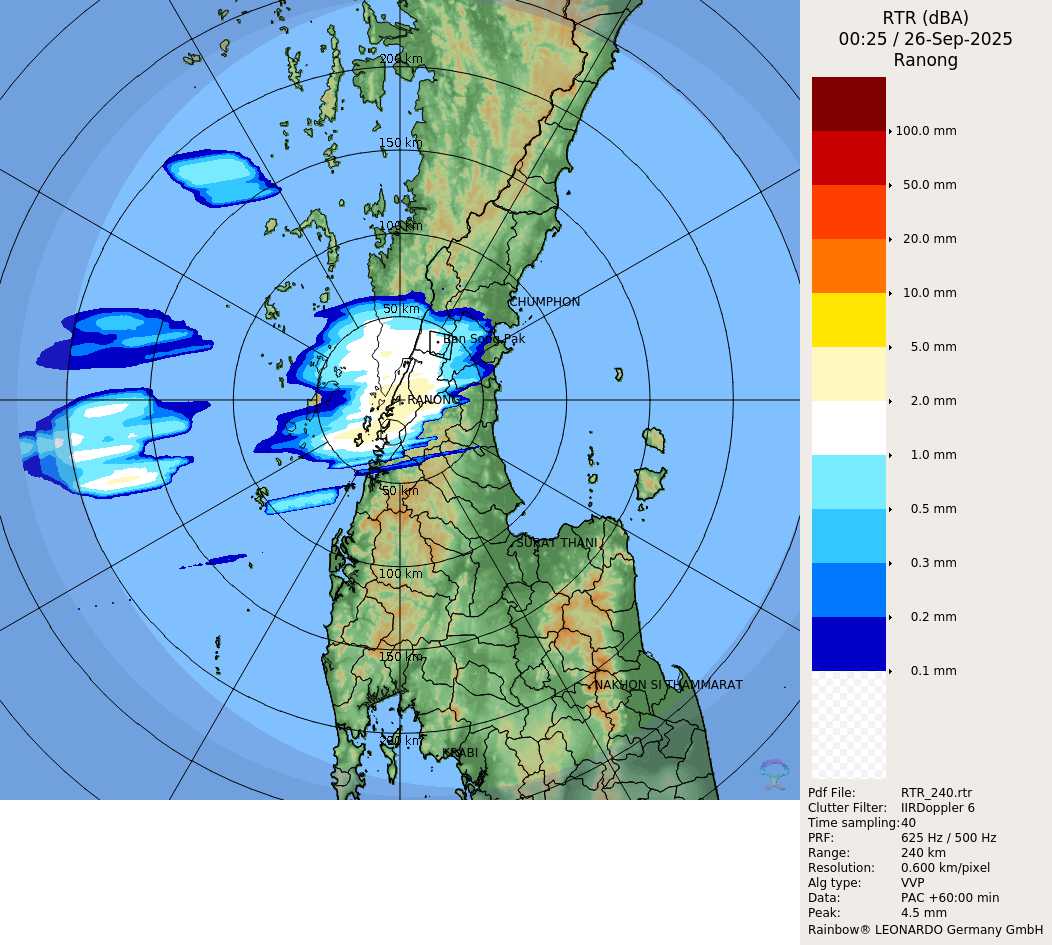 RTR (dBA)
00:25 / 26-Sep-2025
Ranong
200 km
150 km
100 km
50 km
CHUMPHON
Ban Song Pak
RANONG
50 km
SURAT THANI
100 km
150 km
NAKHON SI THAMMARAT
200 km
KRABI
100.0 mm
50.0 mm
20.0 mm
10.0 mm
5.0 mm
2.0 mm
1.0 mm
0.5 mm
0.3 mm
0.2 mm
0.1 mm
Pdf File: RTR_240.rtr
Clutter Filter: IIRDoppler 6
Time sampling: 40
PRF: 625 Hz / 500 Hz
Range: 240 km
Resolution: 0.600 km/pixel
Alg type: VVP
Data: PAC +60:00 min
Peak: 4.5 mm
Rainbow® LEONARDO Germany GmbH